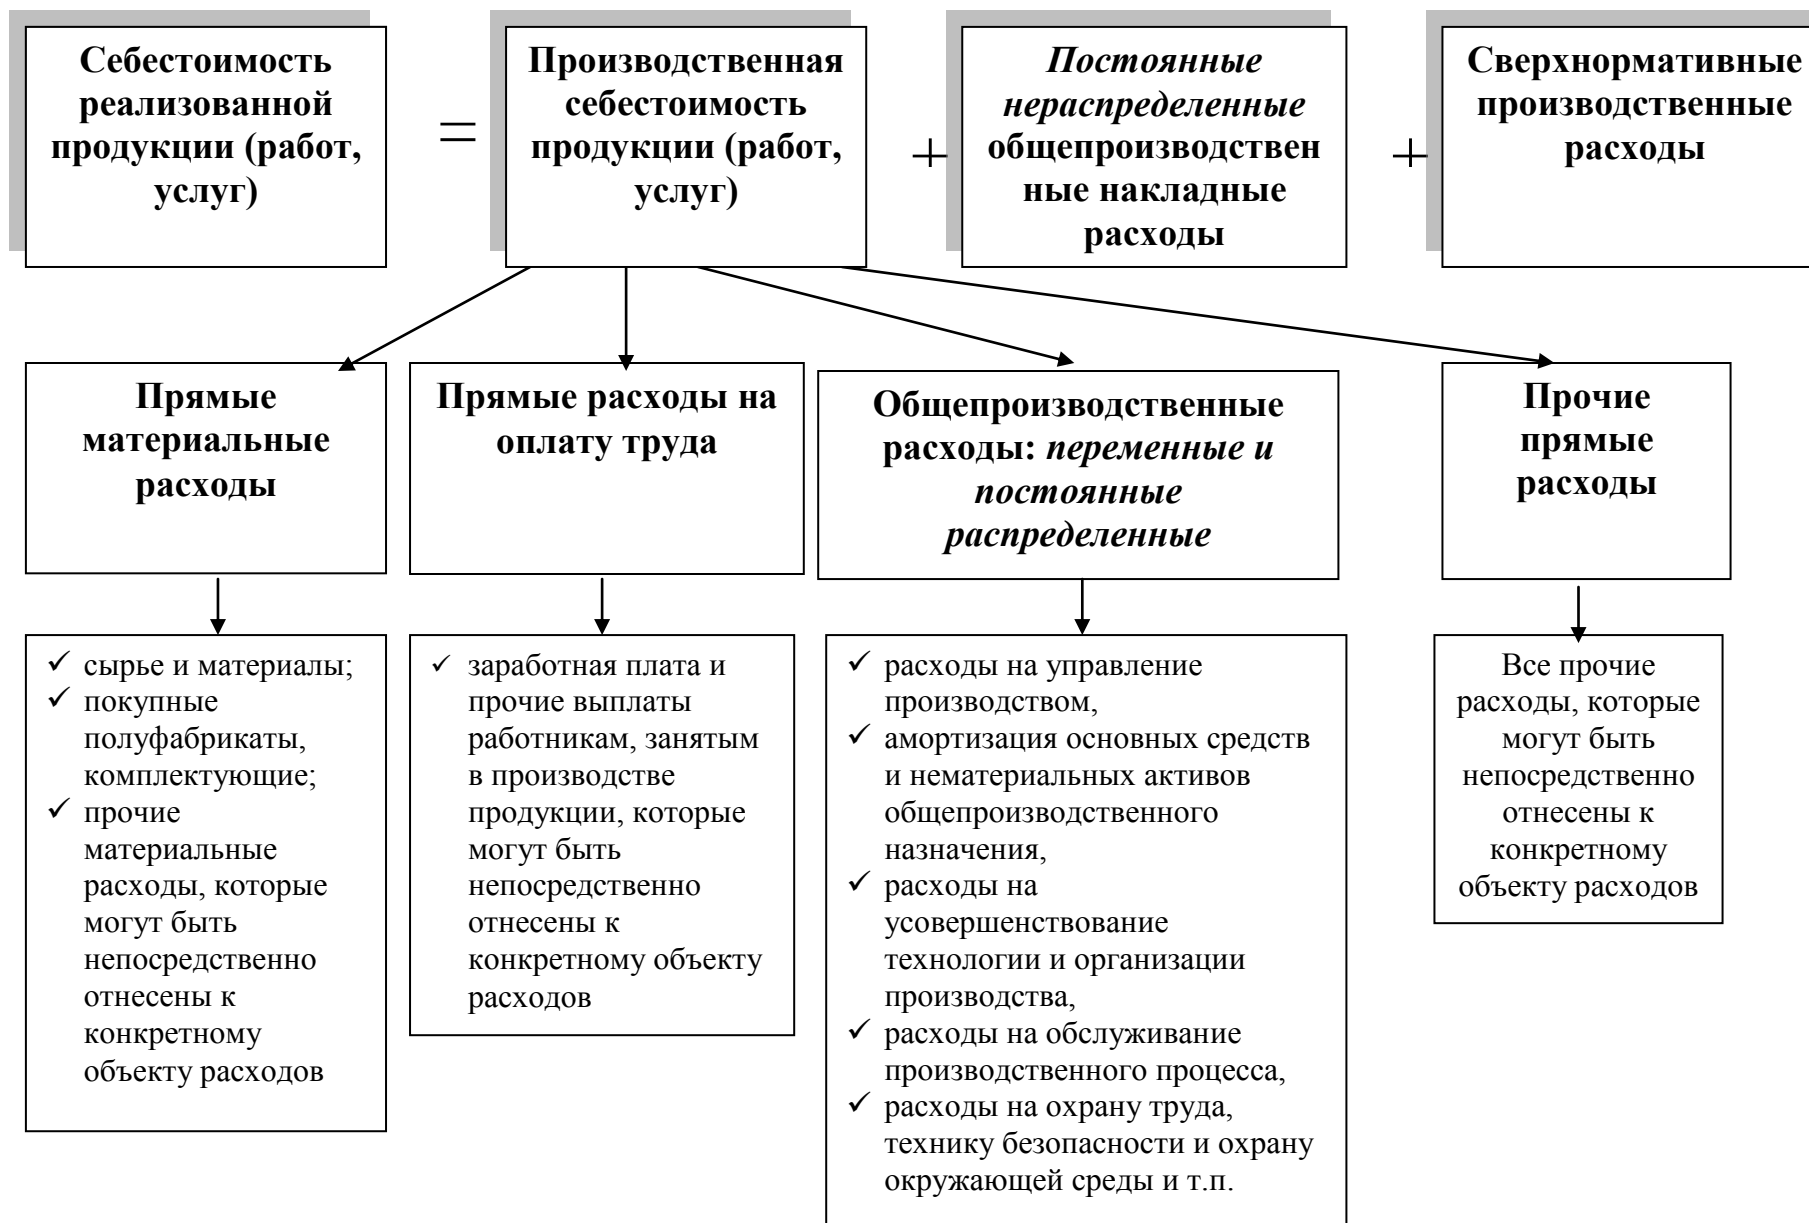 Себестоимость
реализованной
продукции (работ,
услуг)
=
Производственная
себестоимость
продукции (работ,
услуг)
+
Постоянные
нераспределенные
общепроизводствен
ные накладные
расходы
+
Сверхнормативные
производственные
расходы
Прямые
материальные
расходы
Прямые расходы на
оплату труда
Общепроизводственные
расходы: переменные и
постоянные
распределенные
Прочие
прямые
расходы
✓ сырье и материалы;
✓ покупные
полуфабрикаты,
комплектующие;
✓ прочие
материальные
расходы, которые
могут быть
непосредственно
отнесены к
конкретному
объекту расходов
✓ заработная плата и
прочие выплаты
работникам, занятым
в производстве
продукции, которые
могут быть
непосредственно
отнесены к
конкретному объекту
расходов
✓ расходы на управление
производством,
✓ амортизация основных средств
и нематериальных активов
общепроизводственного
назначения,
✓ расходы на
усовершенствование
технологии и организации
производства,
✓ расходы на обслуживание
производственного процесса,
✓ расходы на охрану труда,
технику безопасности и охрану
окружающей среды и т.п.
Все прочие
расходы, которые
могут быть
непосредственно
отнесены к
конкретному
объекту расходов